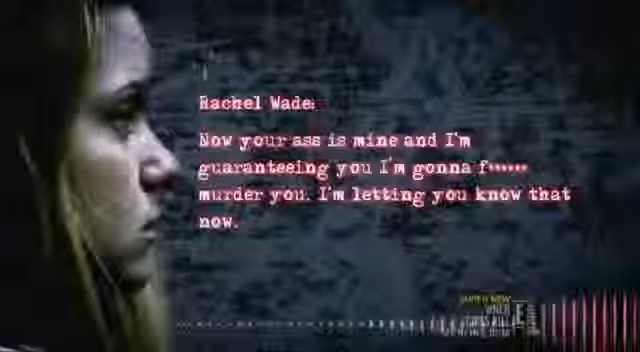 Rachel Wade:
Now your ass is mine and I'm
guaranteeing you I'm gonna f••••••
murder you. I'm letting you know that
now.